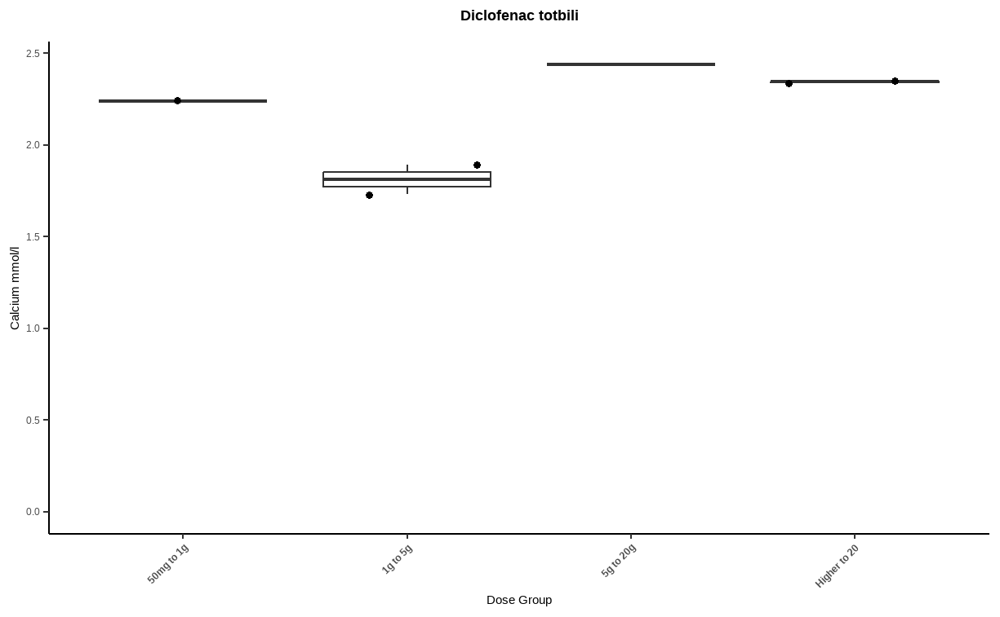 Diclofenac totbili
2.5
2.0
1.5
1.0
0.5
0.0
Calcium mmol/l
50mg to 1g
1g to 5g
5g to 20g
Higher to 20
Dose Group